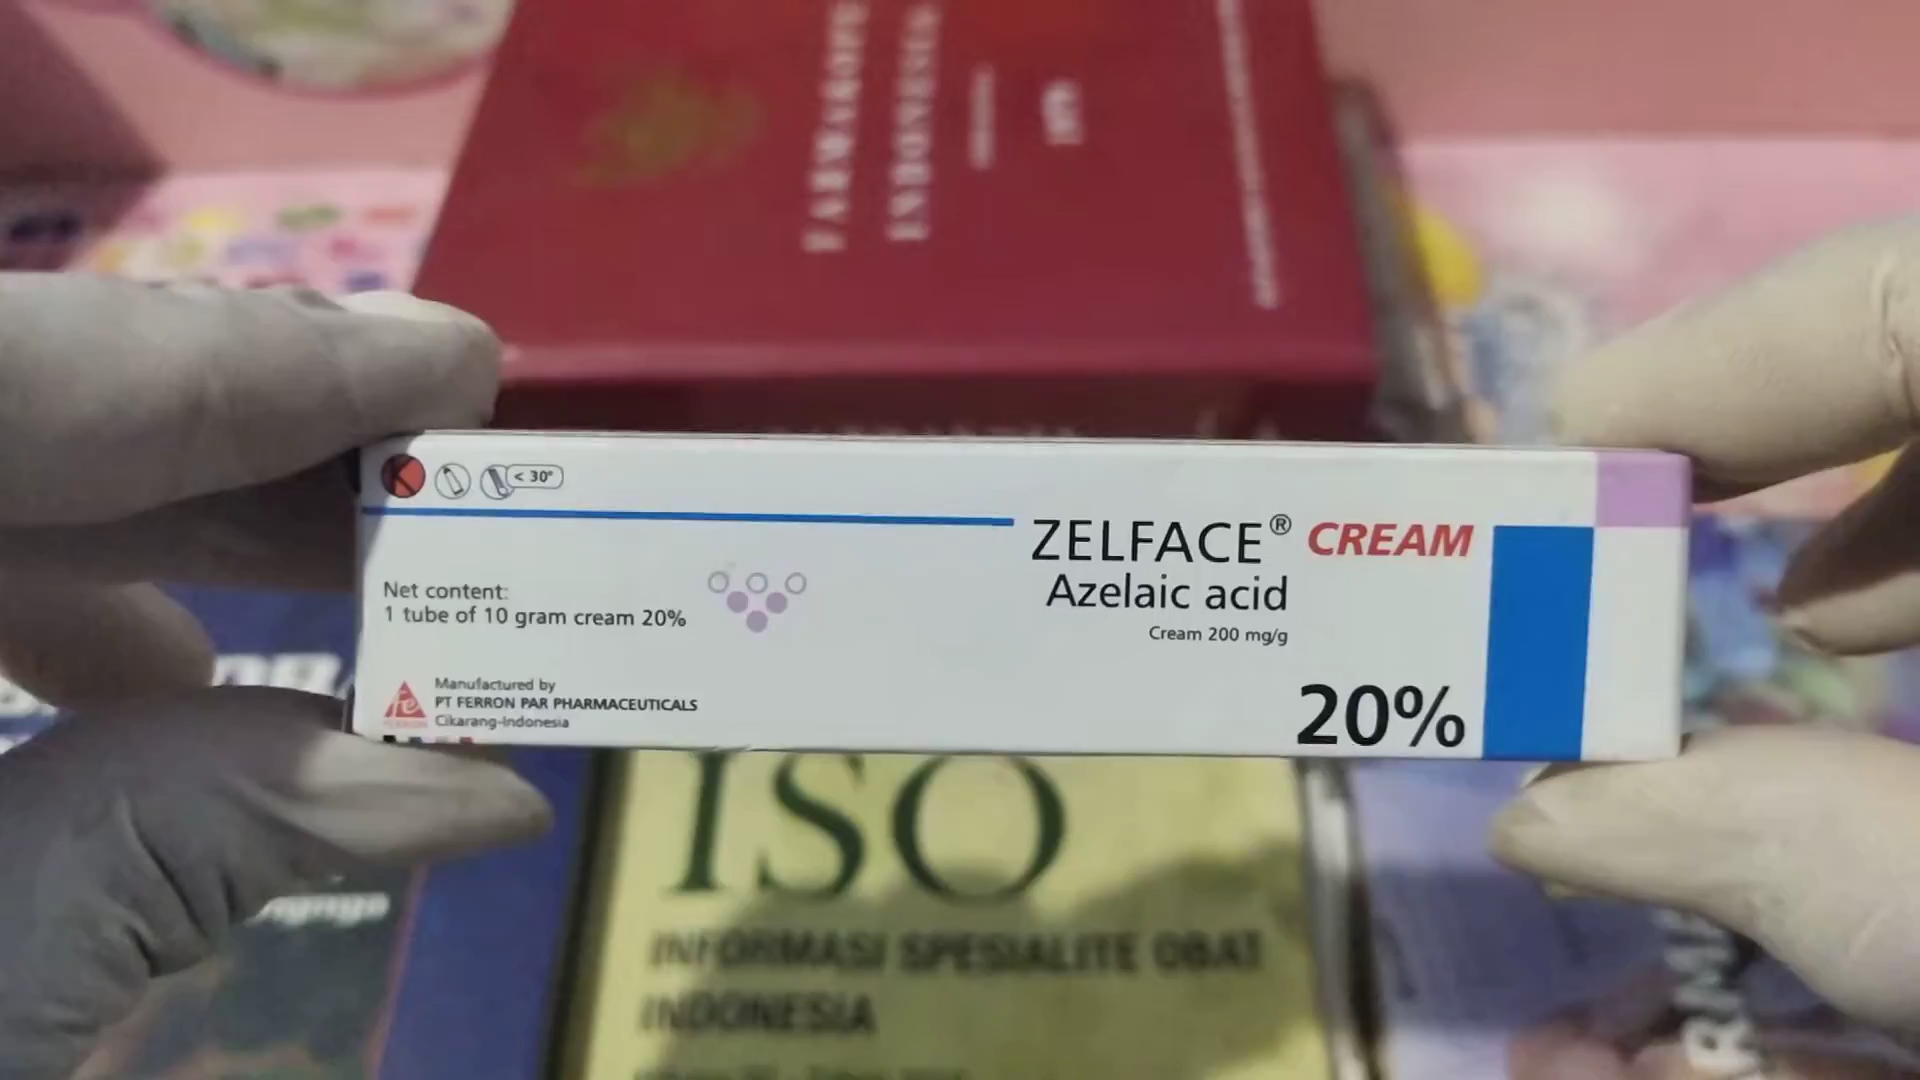 FARMAKOPE
INDONESIA
K
< 30°
ZELFACE® CREAM
Azelaic acid
Cream 200 mg/g
20%
Net content:
1 tube of 10 gram cream 20%
Manufactured by
PT FERRON PAR PHARMACEUTICALS
Cikarang-Indonesia
FERRON
ISO
INFORMASI SPESIALITE OBAT
INDONESIA